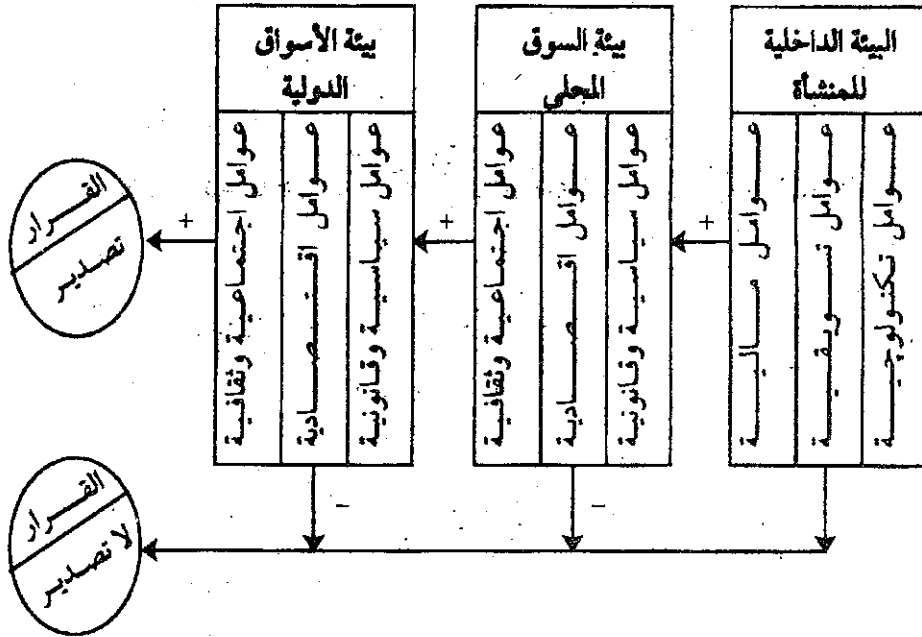 البيئة الداخلية
للمنشأة
عوامل تكنولوچية
عوامل تسويقية
عوامل مالية
+
بيئة السوق
المحلي
عوامل سياسية وقانونية
عوامل اقتصادية
عوامل اجتماعية وثقافية
+
-
بيئة الأسواق
الدولية
عوامل سياسية وقانونية
عوامل اقتصادية
عوامل اجتماعية وثقافية
+
-
القرار
تصدير
القرار
لا تصدير